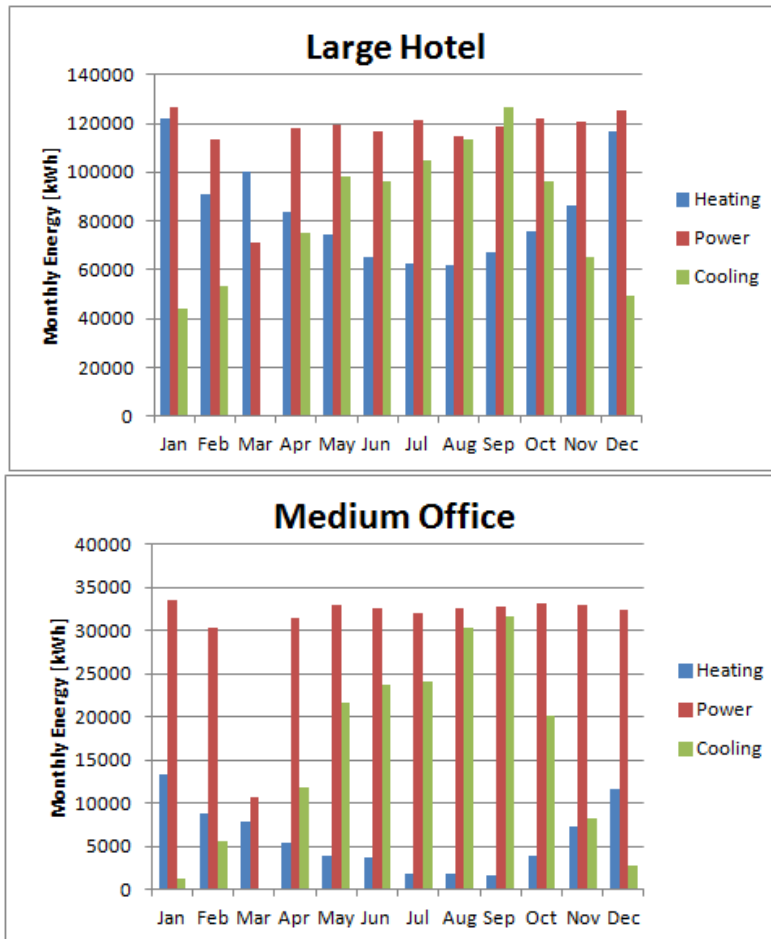 Large Hotel
140000
120000
100000
80000
60000
40000
20000
0
Monthly Energy [kWh]
Jan Feb Mar Apr May Jun Jul Aug Sep Oct Nov Dec
Heating
Power
Cooling
Medium Office
40000
35000
30000
25000
20000
15000
10000
5000
0
Monthly Energy [kWh]
Jan Feb Mar Apr May Jun Jul Aug Sep Oct Nov Dec
Heating
Power
Cooling